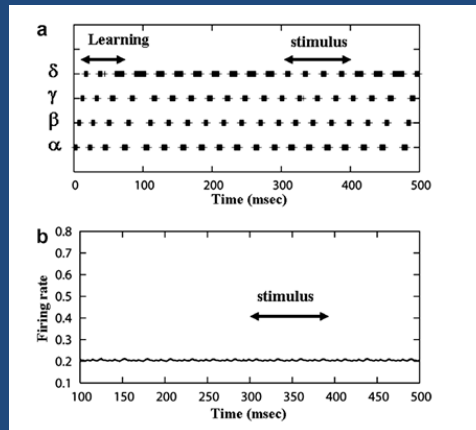 a
Learning
stimulus
δ
γ
β
α
0 100 200 300 400 500
Time (msec)
b
0.8
0.7
0.6
0.5
0.4
0.3
0.2
0.1
Firing rate
stimulus
100 150 200 250 300 350 400 450 500
Time (msec)